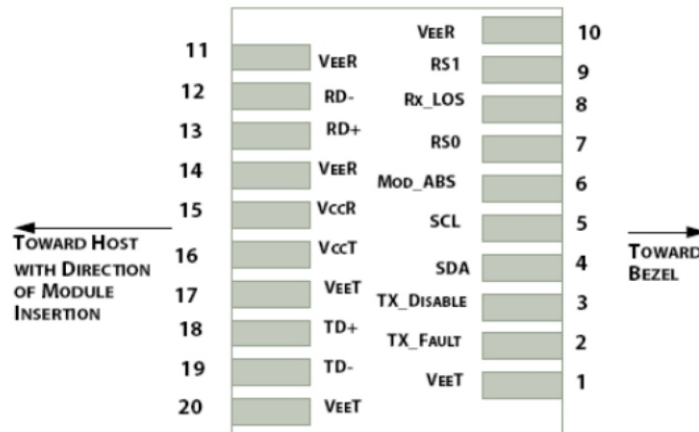 11 VEER
12 RD-
13 RD+
14 VEER
15 VCCR
16 VCCT
17 VEET
18 TD+
19 TD-
20 VEET
VEER 10
RS1 9
RX_LOS 8
RS0 7
MOD_ABS 6
SCL 5
SDA 4
TX_DISABLE 3
TX_FAULT 2
VEET 1
TOWARD HOST
WITH DIRECTION
OF MODULE
INSERTION
TOWARD
BEZEL